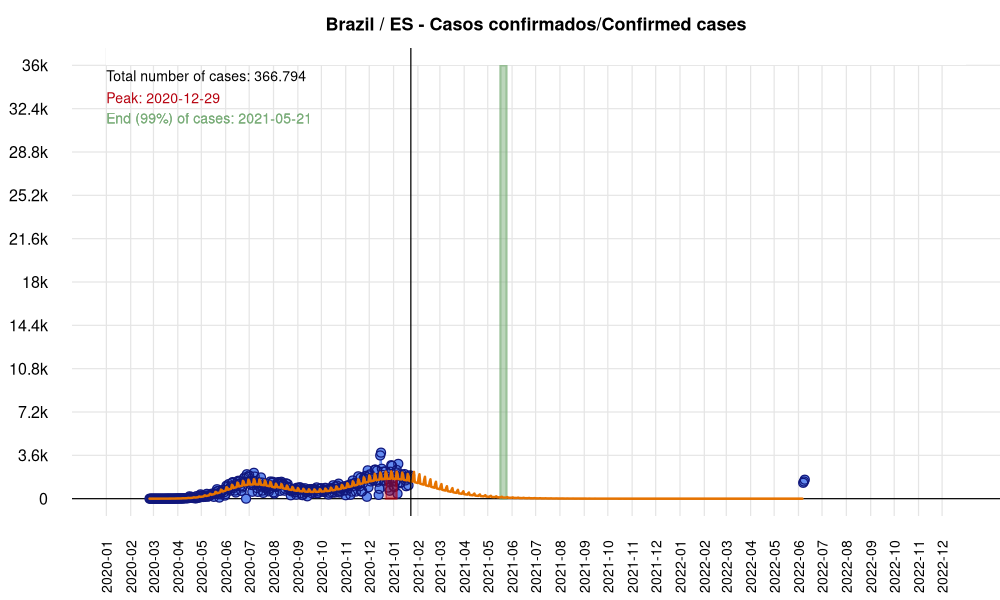 Brazil / ES - Casos confirmados/Confirmed cases
Total number of cases: 366.794
Peak: 2020-12-29
End (99%) of cases: 2021-05-21
36k
32.4k
28.8k
25.2k
21.6k
18k
14.4k
10.8k
7.2k
3.6k
0
2020-01
2020-02
2020-03
2020-04
2020-05
2020-06
2020-07
2020-08
2020-09
2020-10
2020-11
2020-12
2021-01
2021-02
2021-03
2021-04
2021-05
2021-06
2021-07
2021-08
2021-09
2021-10
2021-11
2021-12
2022-01
2022-02
2022-03
2022-04
2022-05
2022-06
2022-07
2022-08
2022-09
2022-10
2022-11
2022-12